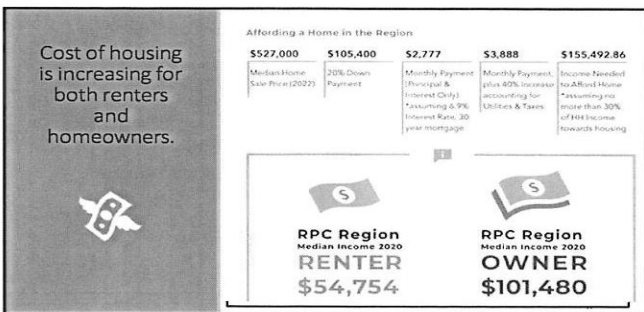 Cost of housing
is increasing for
both renters
and
homeowners.
Affording a Home in the Region
$527,000
Median Home
Sale Price (2022)
$105,400
20% Down
Payment
$2,777
Monthly Payment
(Principal &
Interest Only)
*assuming 6.9%
Interest Rate, 30
year mortgage
$3,888
Monthly Payment,
plus 40% increase
accounting for
Utilities & Taxes
$155,492.86
Income Needed
to Afford Home
*assuming no
more than 30%
of HH Income
towards housing
RPC Region
Median Income 2020
RENTER
$54,754
RPC Region
Median Income 2020
OWNER
$101,480